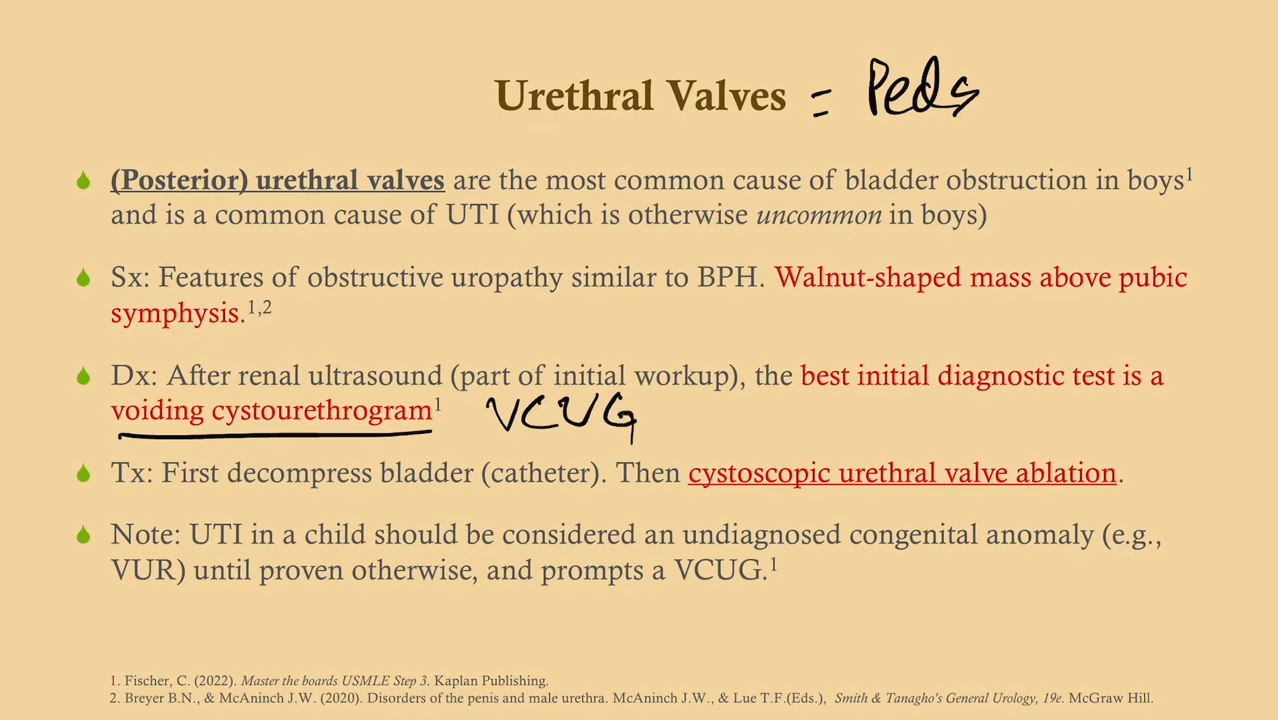 Urethral Valves = Peds
(Posterior) urethral valves are the most common cause of bladder obstruction in boys1
and is a common cause of UTI (which is otherwise uncommon in boys)
Sx: Features of obstructive uropathy similar to BPH. Walnut-shaped mass above pubic
symphysis.1,2
Dx: After renal ultrasound (part of initial workup), the best initial diagnostic test is a
voiding cystourethrogram1 VCUG
Tx: First decompress bladder (catheter). Then cystoscopic urethral valve ablation.
Note: UTI in a child should be considered an undiagnosed congenital anomaly (e.g.,
VUR) until proven otherwise, and prompts a VCUG.1
1. Fischer, C. (2022). Master the boards USMLE Step 3. Kaplan Publishing.
2. Breyer B.N., & McAninch J.W. (2020). Disorders of the penis and male urethra. McAninch J.W., & Lue T.F.(Eds.), Smith & Tanagho's General Urology, 19e. McGraw Hill.